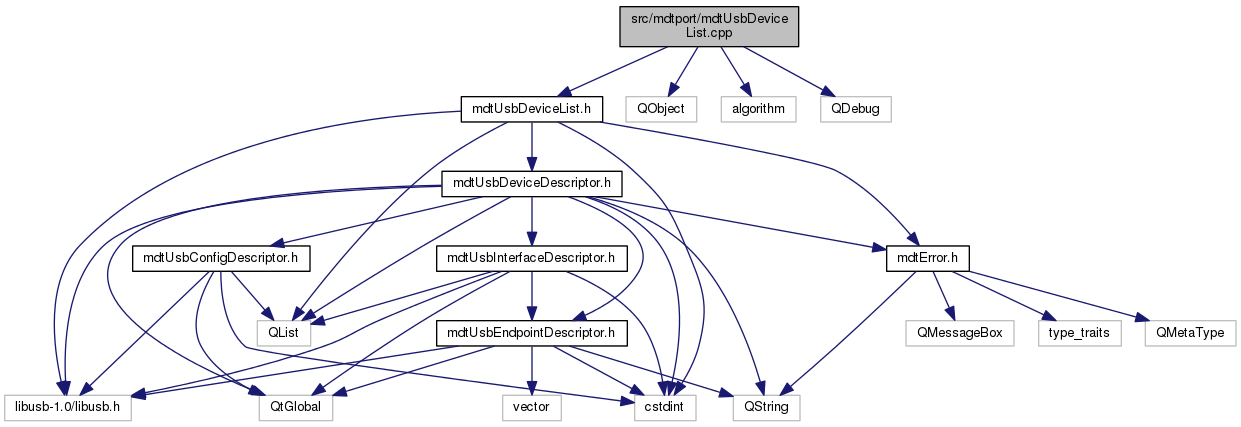 src/mdtport/mdtUsbDevice
List.cpp
mdtUsbDeviceList.h
QObject
algorithm
QDebug
mdtUsbDeviceDescriptor.h
mdtUsbConfigDescriptor.h
mdtUsbInterfaceDescriptor.h
mdtError.h
QList
mdtUsbEndpointDescriptor.h
QMessageBox
type_traits
QMetaType
libusb-1.0/libusb.h
QtGlobal
vector
cstdint
QString